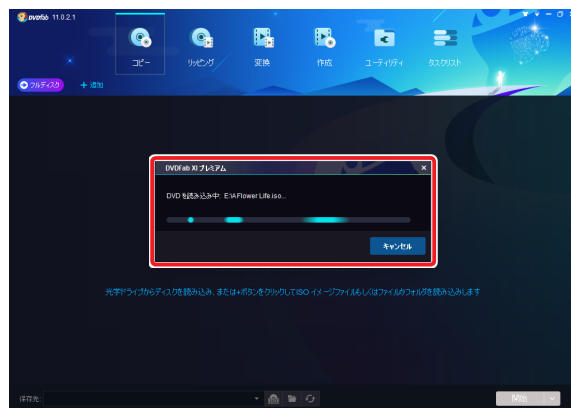 DVDFab 11.0.2.1
コピー
リッピング
変換
作成
ユーティリティ
タスクリスト
フルディスク
+ 追加
DVDFab XI プレミアム
DVD を読み込み中: E:\A Flower Life.iso...
キャンセル
光学ドライブからディスクを読み込み、または+ボタンをクリックしてISO イメージファイルもしくはファイルのフォルダを読み込みします
保存先:
開始